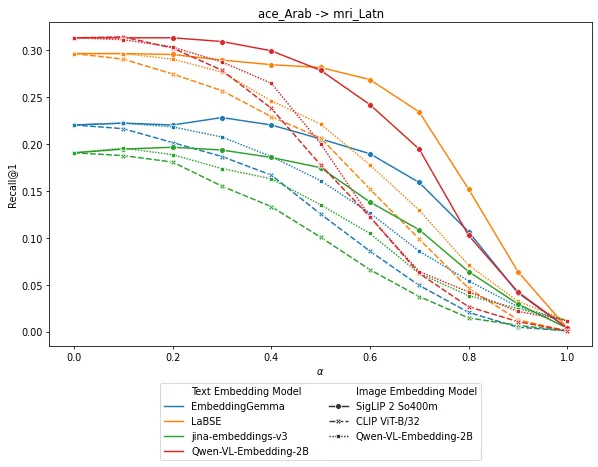 ace_Arab -> mri_Latn
Recall@1
0.30
0.25
0.20
0.15
0.10
0.05
0.00
0.0 0.2 0.4 0.6 0.8 1.0
α
Text Embedding Model
EmbeddingGemma
LaBSE
jina-embeddings-v3
Qwen-VL-Embedding-2B
Image Embedding Model
SigLIP 2 So400m
CLIP ViT-B/32
Qwen-VL-Embedding-2B